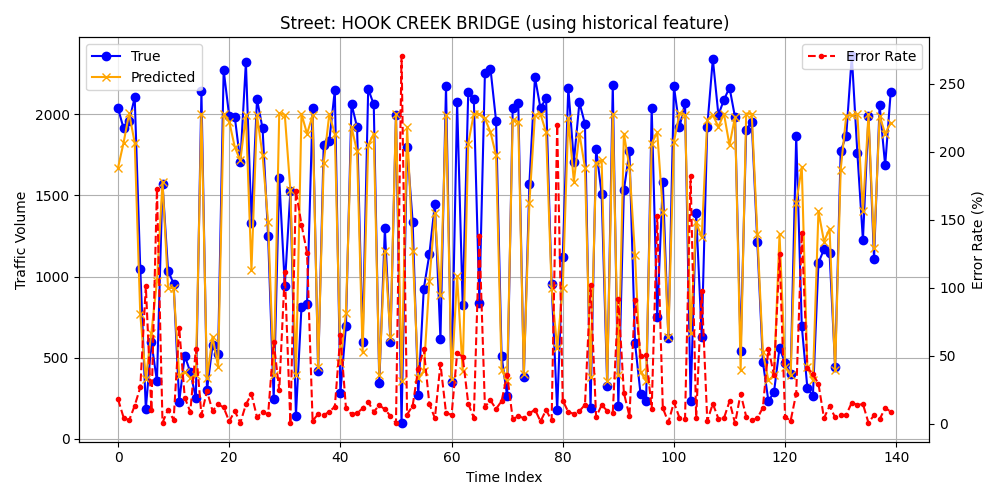 Street: HOOK CREEK BRIDGE (using historical feature)
True
Predicted
Error Rate
Traffic Volume
Error Rate (%)
2000
1500
1000
500
0
250
200
150
100
50
0
0 20 40 60 80 100 120 140
Time Index